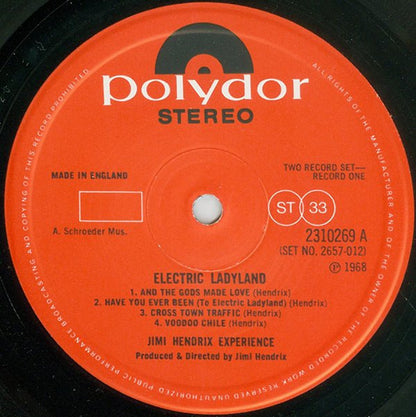 polydor
STEREO
ALL RIGHTS OF THE MANUFACTURER AND OF THE OWNER OF THE RECORDED WORK RESERVED UNAUTHORIZED PUBLIC PERFORMANCE BROADCASTING AND COPYING OF THIS RECORD PROHIBITED
MADE IN ENGLAND
A. Schroeder Mus.
TWO RECORD SET—
RECORD ONE
ST 33
2310269 A
(SET NO. 2657-012)
℗ 1968
ELECTRIC LADYLAND
1. AND THE GODS MADE LOVE (Hendrix)
2. HAVE YOU EVER BEEN (To Electric Ladyland) (Hendrix)
3. CROSS TOWN TRAFFIC (Hendrix)
4. VOODOO CHILE (Hendrix)
JIMI HENDRIX EXPERIENCE
Produced & Directed by Jimi Hendrix